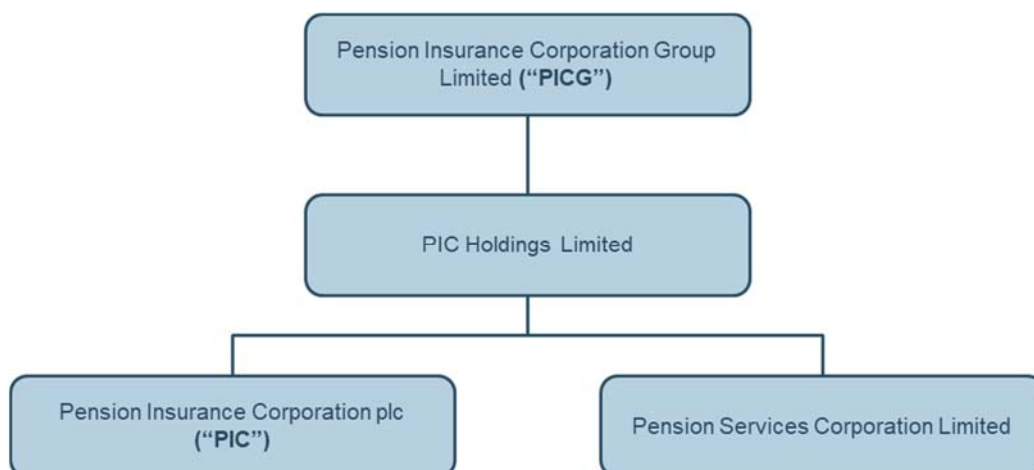 Pension Insurance Corporation Group
Limited (“PICG”)
PIC Holdings Limited
Pension Insurance Corporation plc
(“PIC”)
Pension Services Corporation Limited